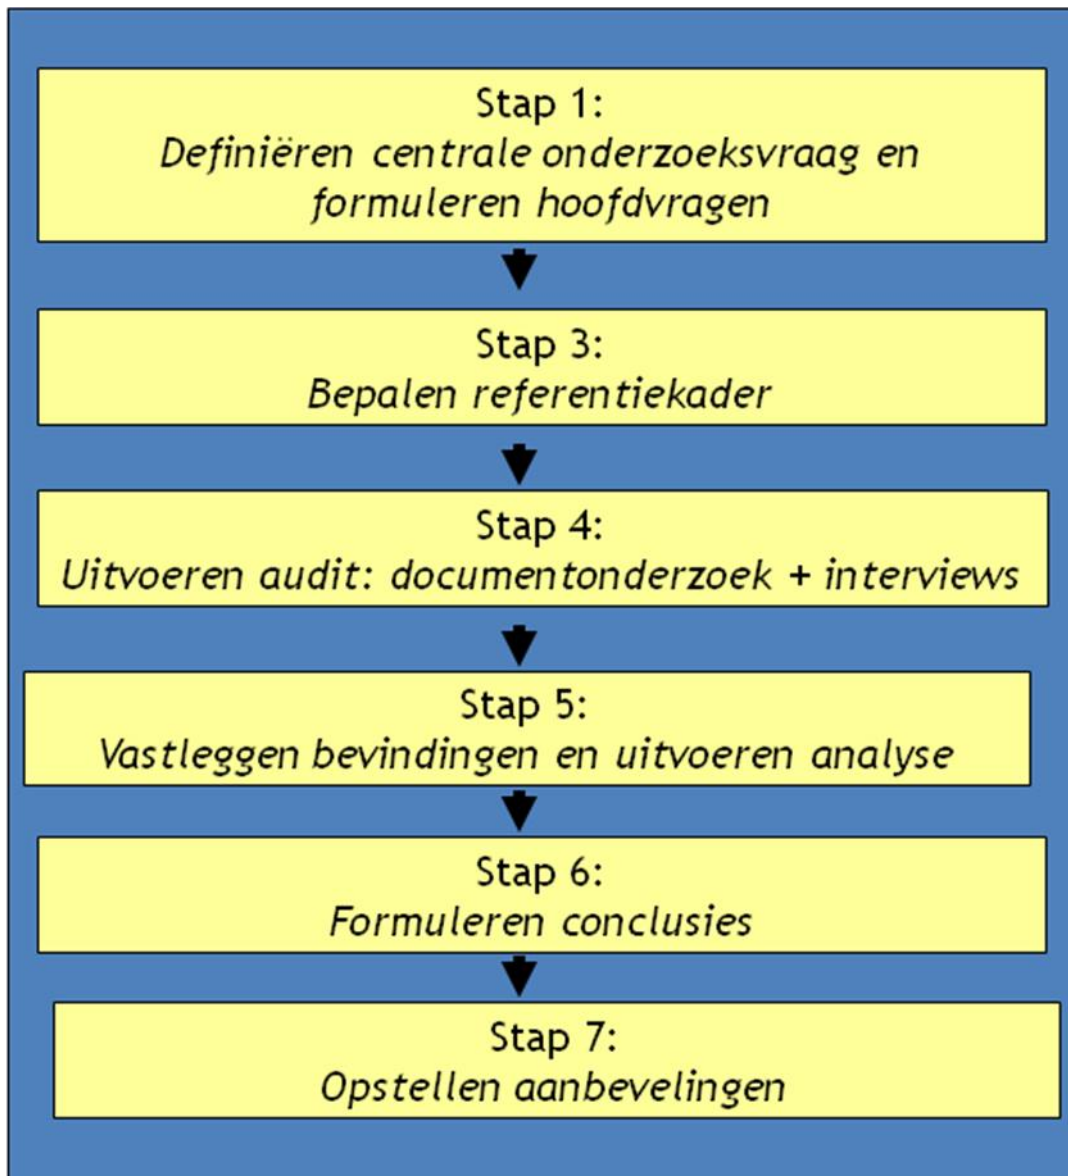 Stap 1:
Definiëren centrale onderzoeksvraag en
formuleren hoofdvragen
Stap 3:
Bepalen referentiekader
Stap 4:
Uitvoeren audit: documentonderzoek + interviews
Stap 5:
Vastleggen bevindingen en uitvoeren analyse
Stap 6:
Formuleren conclusies
Stap 7:
Opstellen aanbevelingen